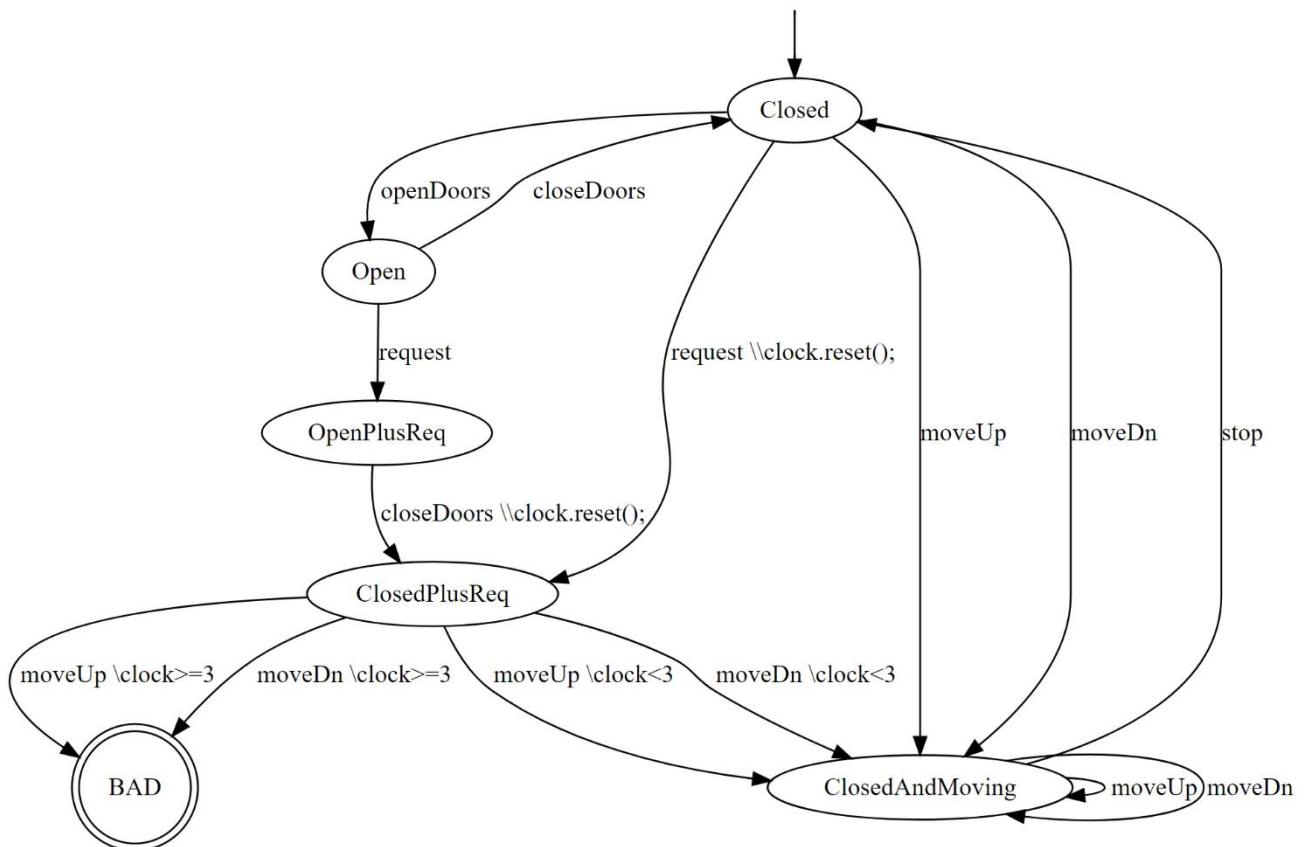 Closed
openDoors
closeDoors
Open
request
request \\clock.reset();
OpenPlusReq
moveUp
moveDn
stop
closeDoors \\clock.reset();
ClosedPlusReq
moveUp \clock>=3
moveDn \clock>=3
moveUp \clock<3
moveDn \clock<3
BAD
ClosedAndMoving
moveUp
moveDn